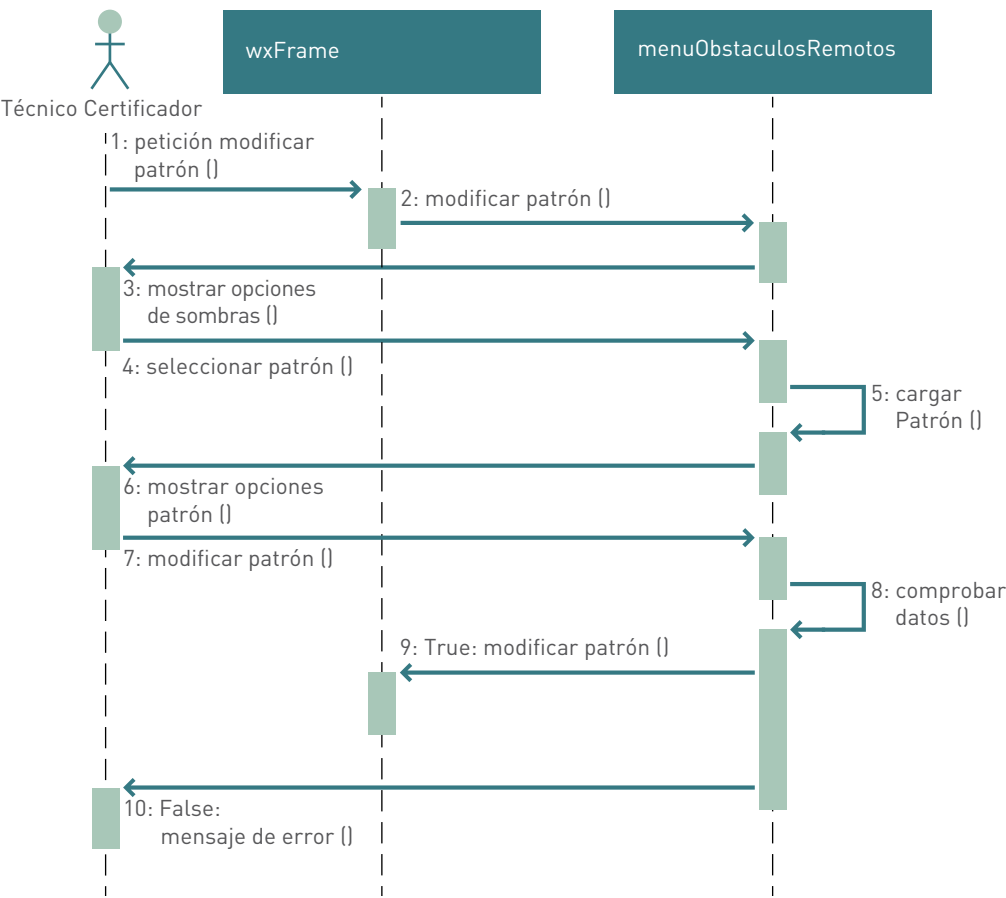 wxFrame
menuObstaculosRemotos
Técnico Certificador
1: petición modificar
patrón ()
2: modificar patrón ()
3: mostrar opciones
de sombras ()
4: seleccionar patrón ()
5: cargar
Patrón ()
6: mostrar opciones
patrón ()
7: modificar patrón ()
8: comprobar
datos ()
9: True: modificar patrón ()
10: False:
mensaje de error ()